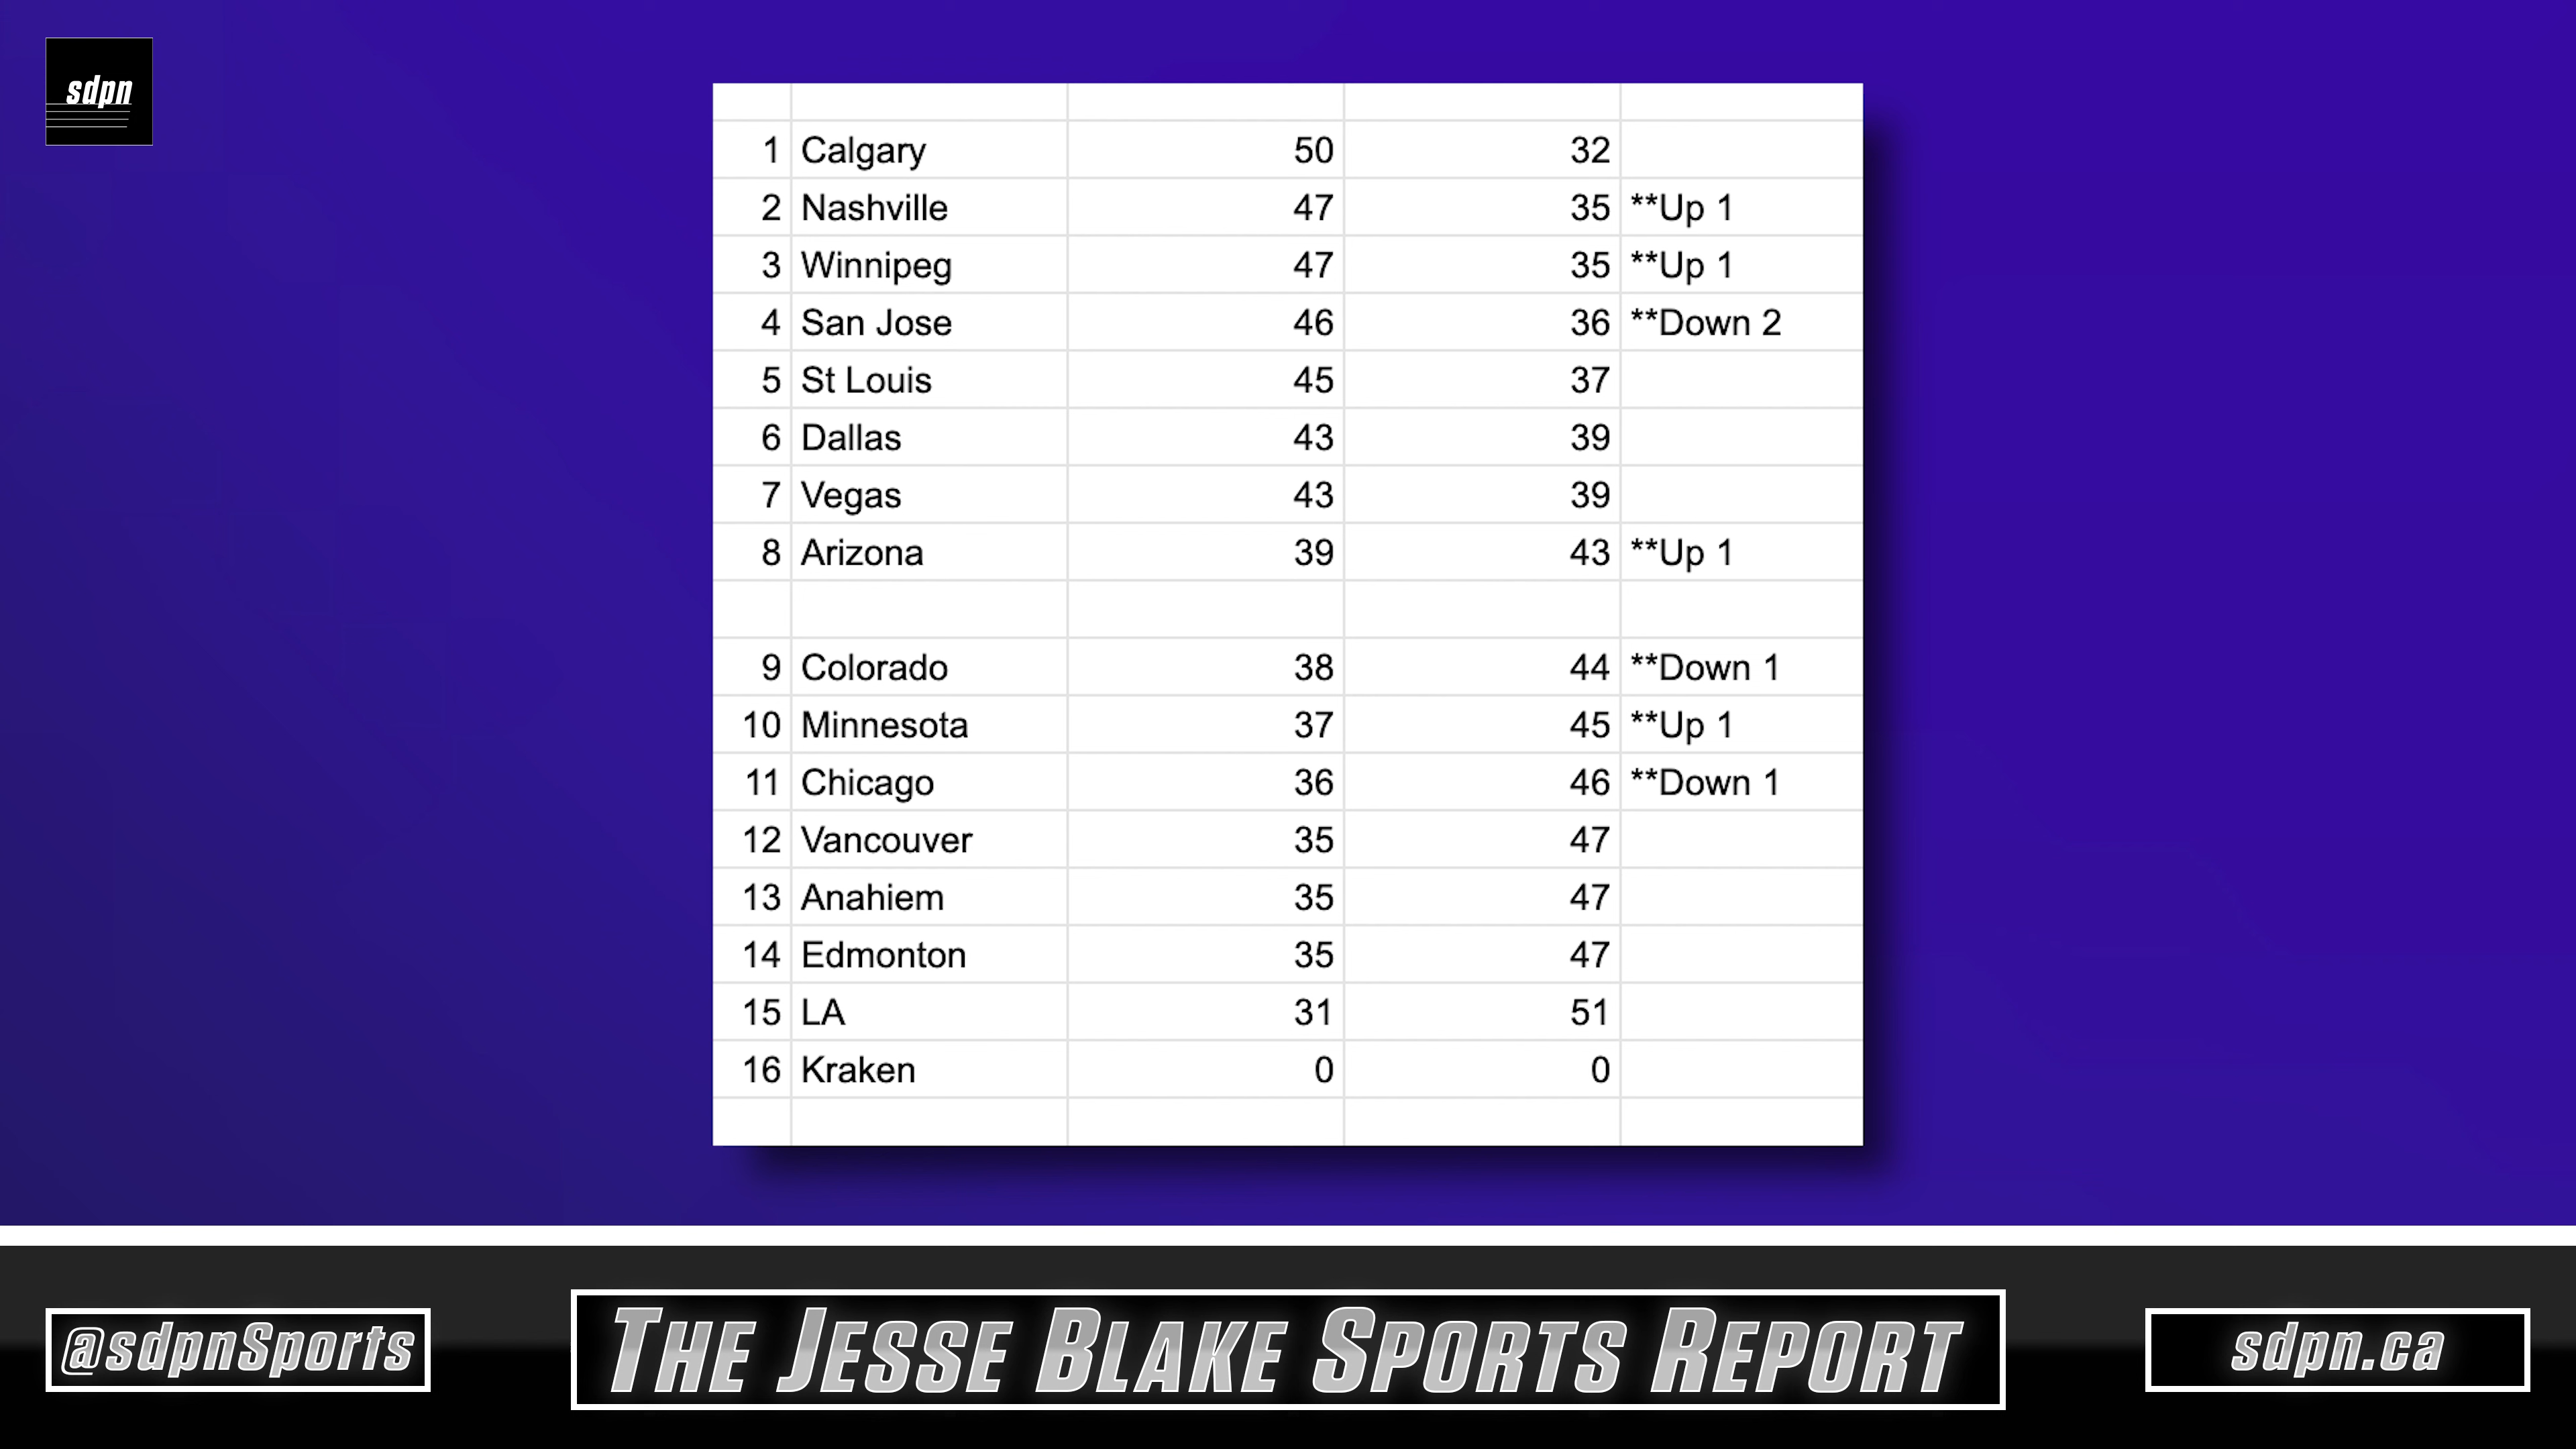 sdpn
1 Calgary 50 32
2 Nashville 47 35 **Up 1
3 Winnipeg 47 35 **Up 1
4 San Jose 46 36 **Down 2
5 St Louis 45 37
6 Dallas 43 39
7 Vegas 43 39
8 Arizona 39 43 **Up 1
9 Colorado 38 44 **Down 1
10 Minnesota 37 45 **Up 1
11 Chicago 36 46 **Down 1
12 Vancouver 35 47
13 Anahiem 35 47
14 Edmonton 35 47
15 LA 31 51
16 Kraken 0 0
@sdpnSports
THE JESSE BLAKE SPORTS REPORT
sdpn.ca